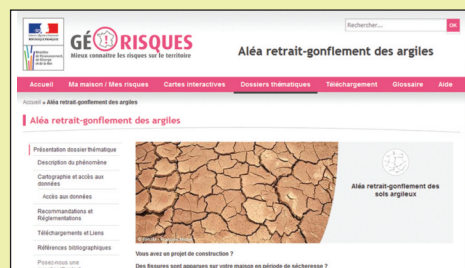 Rechercher... OK
GÉORISQUES
Mieux connaître les risques sur le territoire
Aléa retrait-gonflement des argiles
Accueil Ma maison / Mes risques Cartes interactives Dossiers thématiques Téléchargement Glossaire Aide
Accueil » Aléa retrait-gonflement des argiles
Aléa retrait-gonflement des argiles
Présentation dossier thématique
Description du phénomène
Cartographie et accès aux
données
Accès aux données
Recommandations et
Réglementations
Téléchargements et Liens
Références bibliographiques
Posez-nous une
Aléa retrait-gonflement des
sols argileux
Vous avez un projet de construction ?
Des fissures sont apparues sur votre maison en période de sécheresse ?